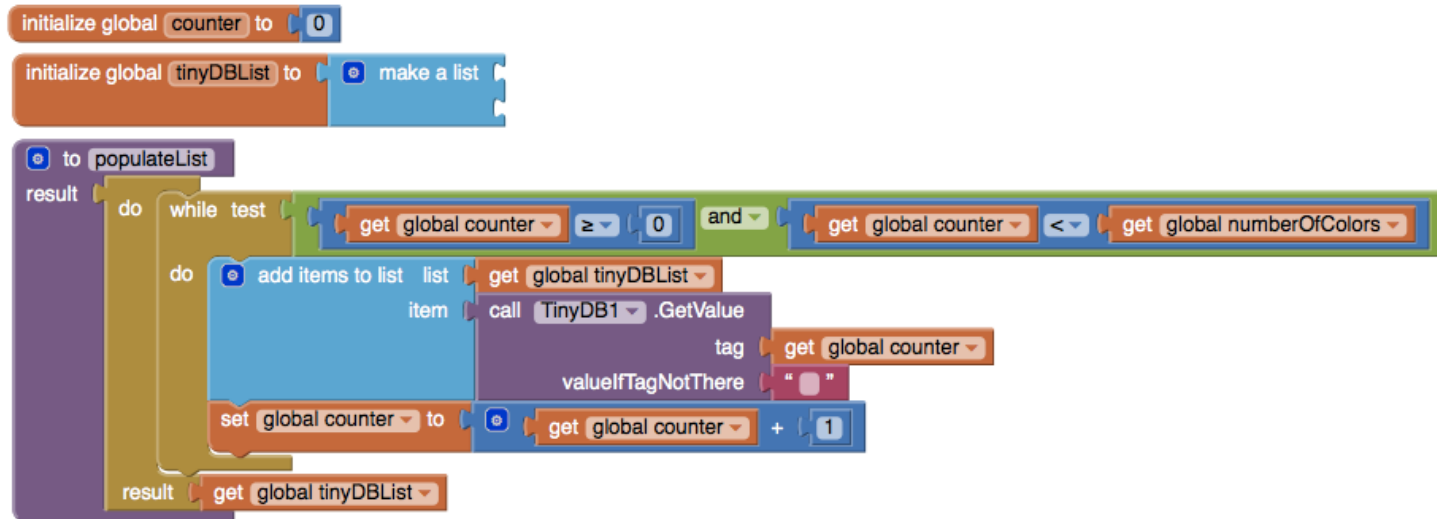 initialize global counter to 0
initialize global tinyDBList to make a list
to populateList
result
do while test get global counter ≥ 0 and get global counter < get global numberOfColors
do add items to list list get global tinyDBList
item call TinyDB1 .GetValue
tag get global counter
valueIfTagNotThere “ ”
set global counter to get global counter + 1
result get global tinyDBList